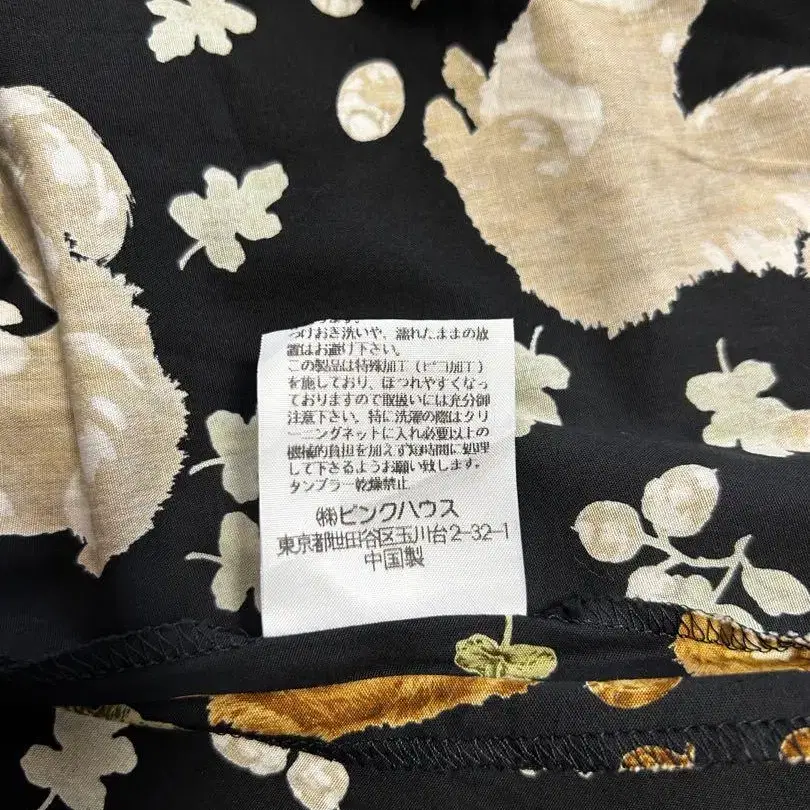 つけおき洗いや、濡れたままの放
置はお避け下さい。
この製品は特殊加工(ピコ加工)
を施しており、ほつれやすくなっ
ておりますので取扱いには充分御
注意下さい。特に洗濯の際はクリ
ーニングネットに入れ必要以上の
機械的負担を加えず短時間に処理
して下さるようお願い致します。
タンブラー乾燥禁止
㈱ピンクハウス
東京都世田谷区玉川台2-32-1
中国製